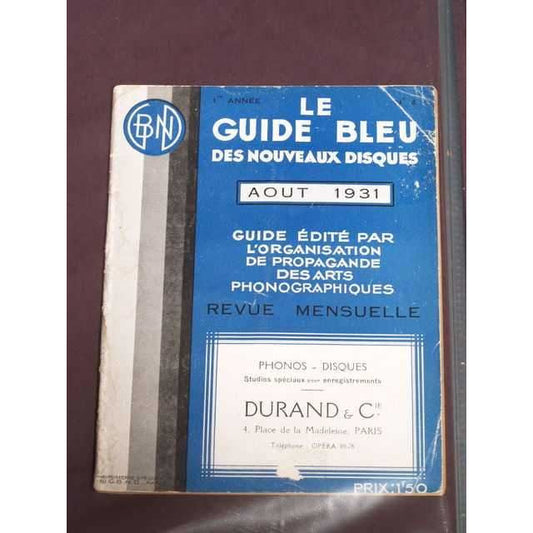 1re ANNÉE
GBND
LE
GUIDE BLEU
DES NOUVEAUX DISQUES
AOUT 1931
GUIDE ÉDITÉ PAR
L'ORGANISATION
DE PROPAGANDE
DES ARTS
PHONOGRAPHIQUES
REVUE MENSUELLE
PHONOS - DISQUES
Studios spéciaux pour enregistrements
DURAND & CIE
4, Place de la Madeleine, PARIS
Téléphone : OPÉRA
PRIX: 1'50